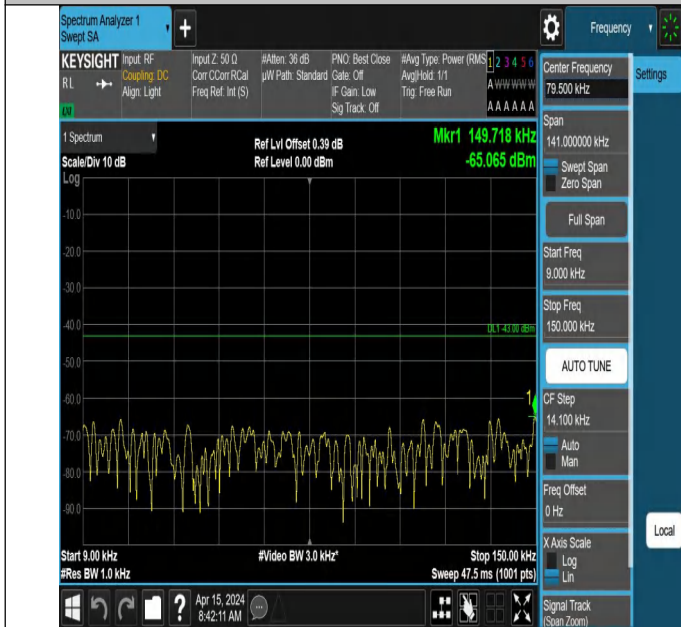 Spectrum Analyzer 1
Swept SA
+
Frequency
KEYSIGHT
RL
Input: RF
Coupling: DC
Align: Light
Input Z: 50 Ω
Corr CCorr RCal
Freq Ref: Int (S)
#Atten: 36 dB
µW Path: Standard
PNO: Best Close
Gate: Off
IF Gain: Low
Sig Track: Off
#Avg Type: Power (RMS
Avg|Hold: 1/1
Trig: Free Run
1 2 3 4 5 6
A W W W W W
A A A A A A
Center Frequency
79.500 kHz
Settings
Span
141.000000 kHz
Swept Span
Zero Span
Full Span
Start Freq
9.000 kHz
Stop Freq
150.000 kHz
AUTO TUNE
CF Step
14.100 kHz
Auto
Man
Freq Offset
0 Hz
X Axis Scale
Log
Lin
Signal Track
(Span Zoom)
Local
1 Spectrum
Scale/Div 10 dB
Log
Ref Lvl Offset 0.39 dB
Ref Level 0.00 dBm
Mkr1 149.718 kHz
-65.065 dBm
-10.0
-20.0
-30.0
-40.0
DL1 -43.00 dBm
-50.0
-60.0
1
-70.0
-80.0
-90.0
Start 9.00 kHz
#Video BW 3.0 kHz*
Stop 150.00 kHz
#Res BW 1.0 kHz
Sweep 47.5 ms (1001 pts)
?
Apr 15, 2024
8:42:11 AM